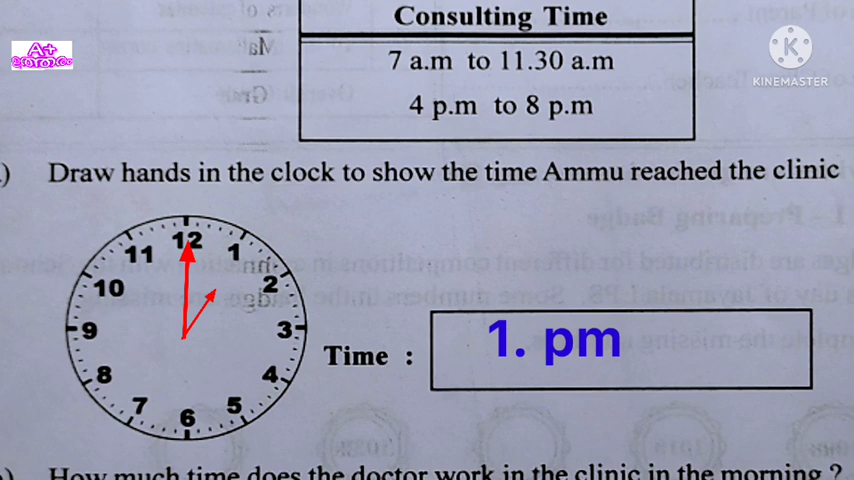 Consulting Time
7 a.m to 11.30 a.m
4 p.m to 8 p.m
A+
KINEMASTER
Draw hands in the clock to show the time Ammu reached the clinic
12
11 1
10 2
9 3
8 4
7 5
6
Time :
1. pm
How much time does the doctor work in the clinic in the morning ?